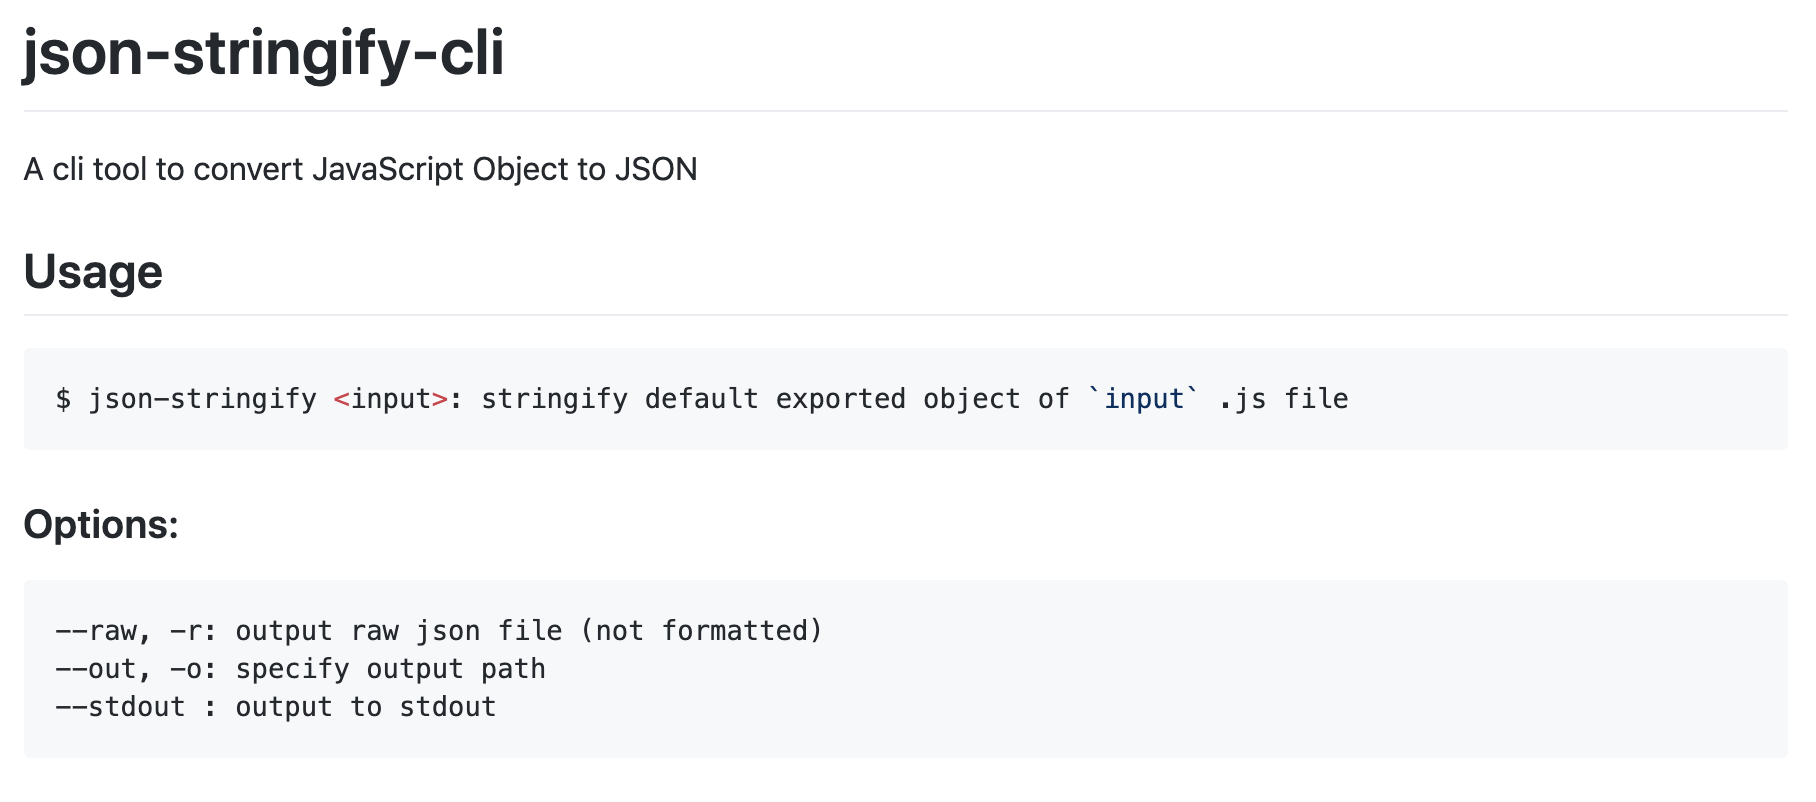 json-stringify-cli
A cli tool to convert JavaScript Object to JSON
Usage
$ json-stringify <input>: stringify default exported object of `input` .js file
Options:
--raw, -r: output raw json file (not formatted)
--out, -o: specify output path
--stdout : output to stdout